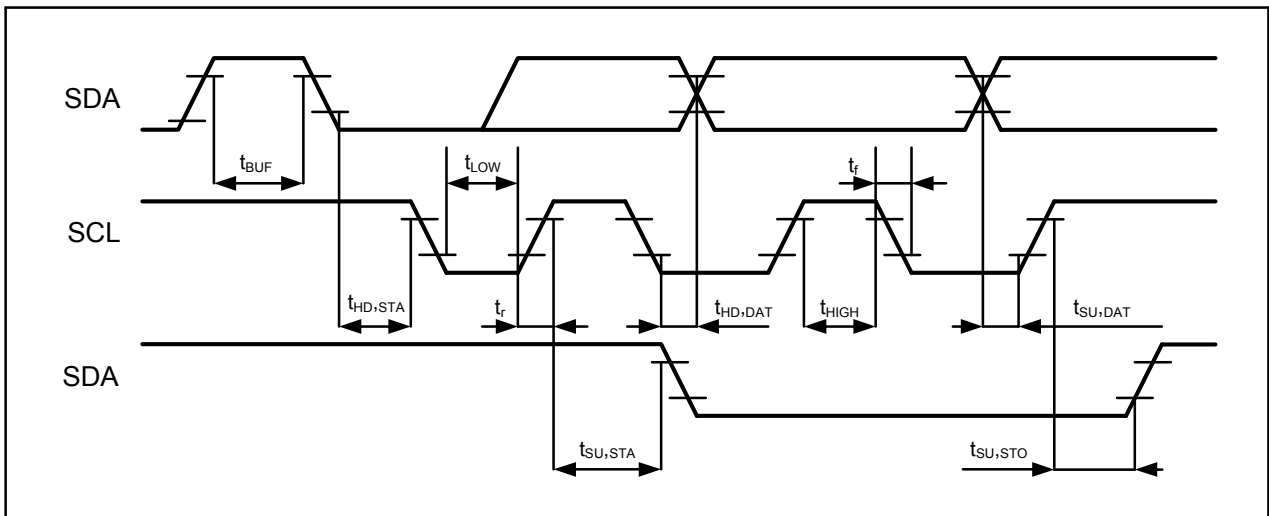 SDA
tBUF
tLOW
tf
SCL
tHD,STA
tr
tHD,DAT
tHIGH
tSU,DAT
SDA
tSU,STA
tSU,STO